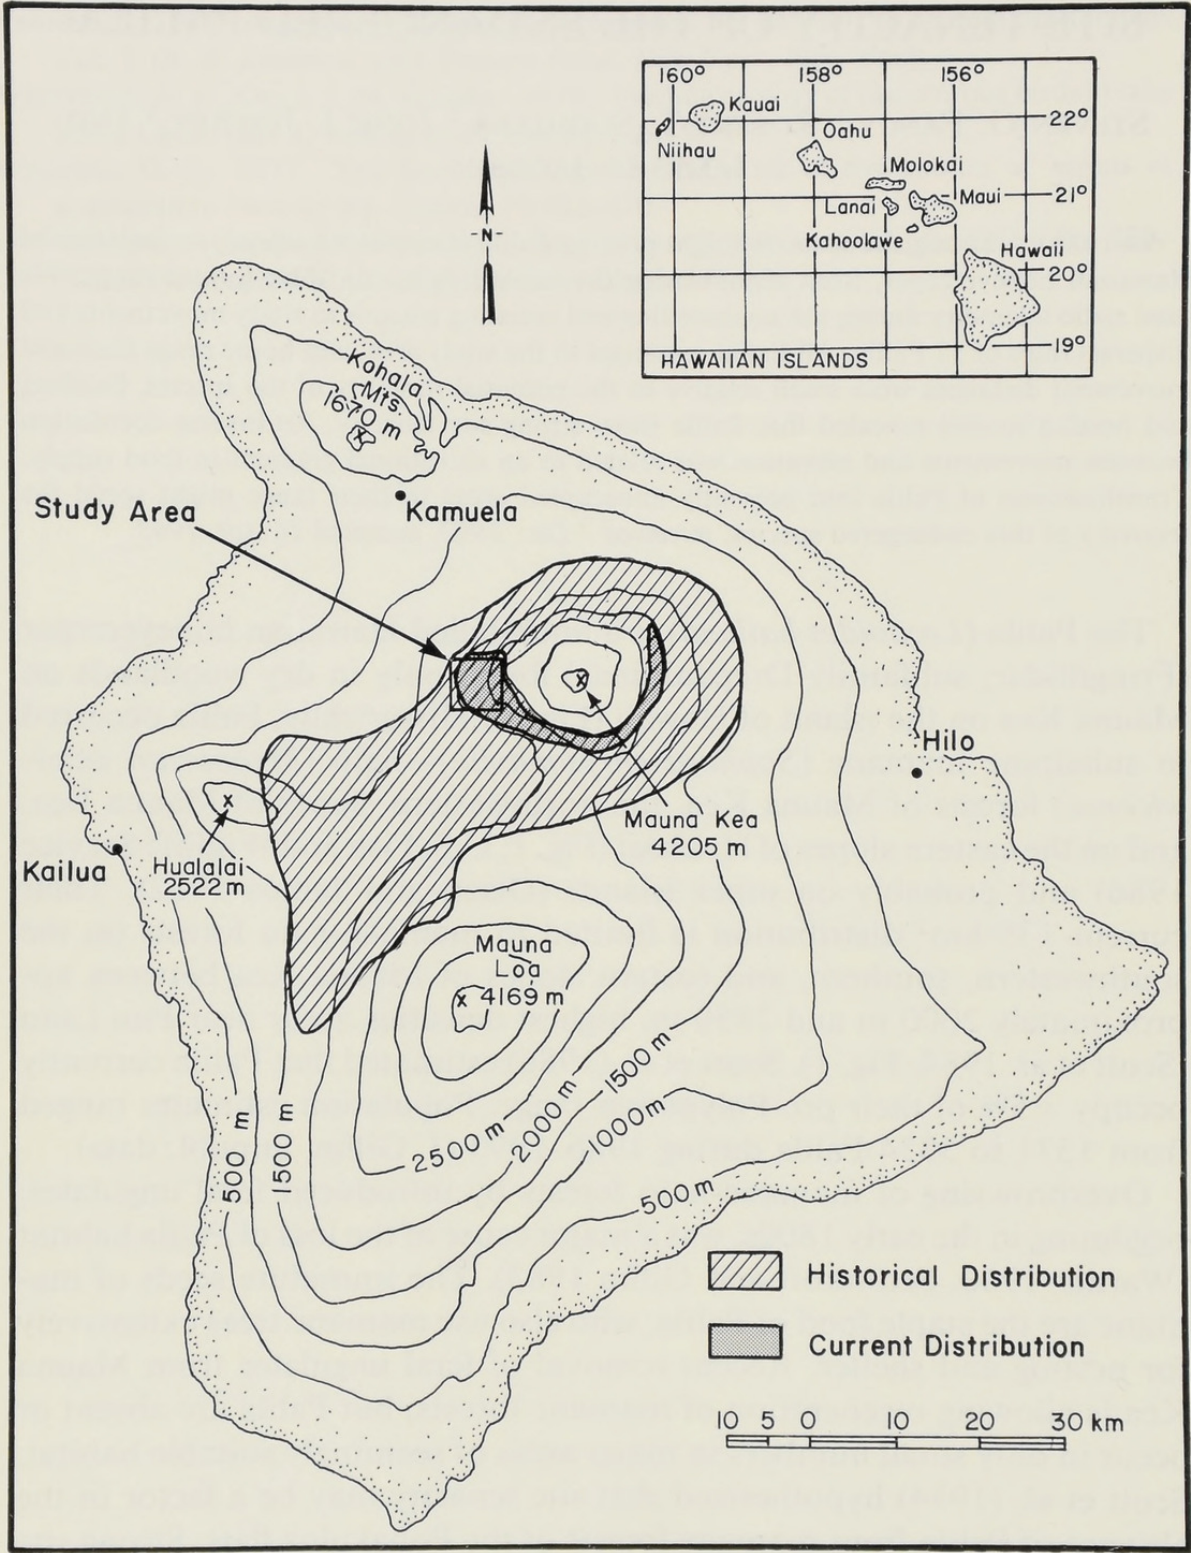 160° 158° 156°
Kauai
22°
Niihau
Oahu
Molokai
Maui
21°
Lanai
Kahoolawe
Hawaii
20°
19°
HAWAIIAN ISLANDS
-N-
Kohala
Mts.
1670 m
x
Study Area
Kamuela
x
Hilo
Mauna Kea
4205 m
x
Kailua
Hualalai
2522 m
Mauna
Loa
x 4169 m
500 m
1500 m
2500 m
2000 m
1500 m
1000 m
500 m
Historical Distribution
Current Distribution
10 5 0 10 20 30 km